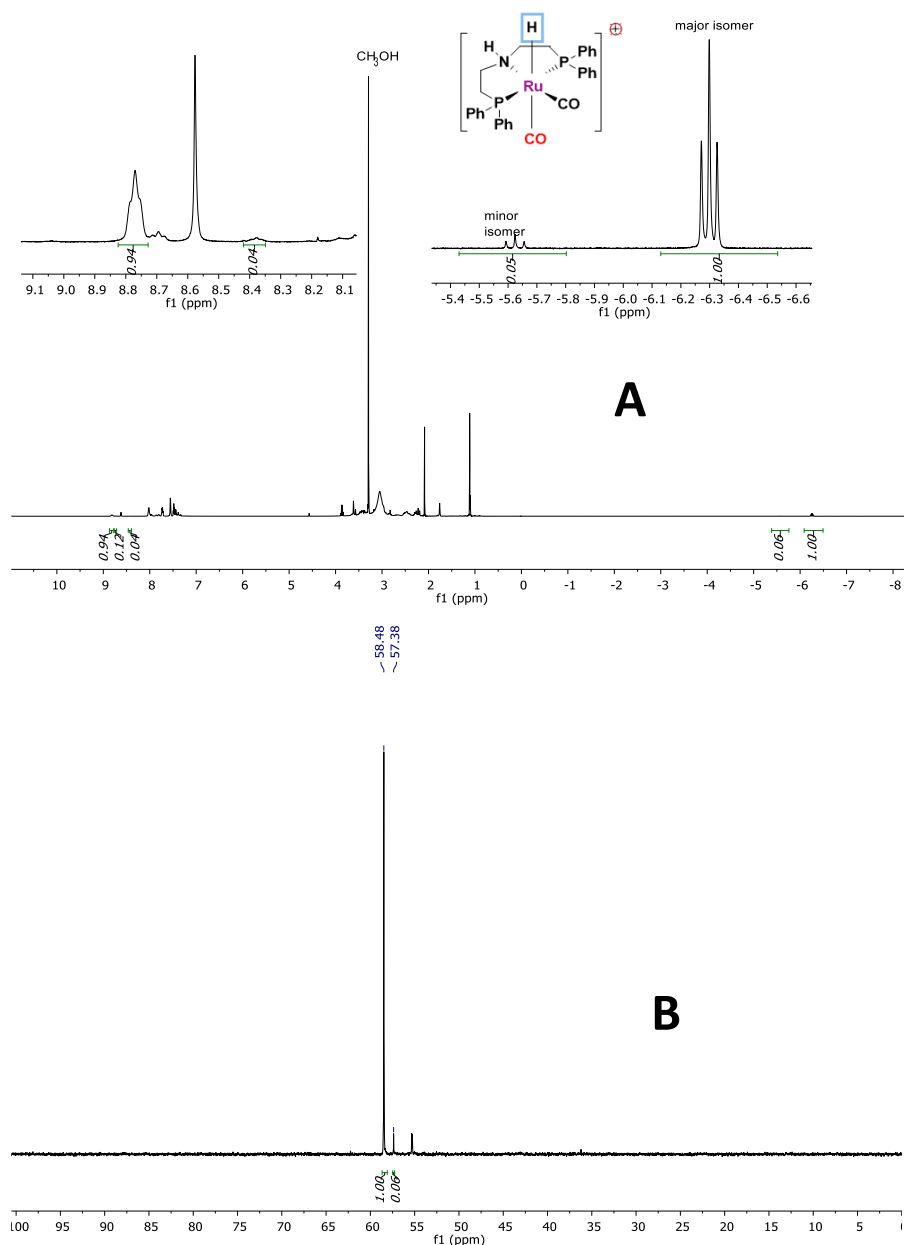 CH3OH
H
H
N
P
Ph
Ph
Ru
P
Ph
Ph
CO
CO
major isomer
minor
isomer
0.94
0.04
9.1 9.0 8.9 8.8 8.7 8.6 8.5 8.4 8.3 8.2 8.1
f1 (ppm)
0.05
1.00
-5.4 -5.5 -5.6 -5.7 -5.8 -5.9 -6.0 -6.1 -6.2 -6.3 -6.4 -6.5 -6.6
f1 (ppm)
A
0.94
0.12
0.04
0.06
1.00
10 9 8 7 6 5 4 3 2 1 0 -1 -2 -3 -4 -5 -6 -7 -8
f1 (ppm)
58.48
57.38
B
1.00
0.06
100 95 90 85 80 75 70 65 60 55 50 45 40 35 30 25 20 15 10 5 0
f1 (ppm)